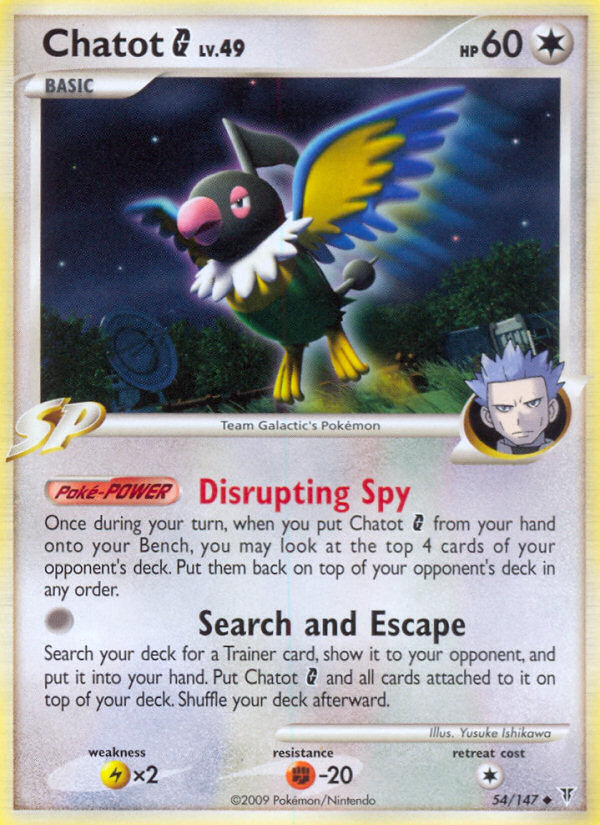 Chatot G LV.49 HP 60
BASIC
SP
Team Galactic's Pokémon
Poké-POWER Disrupting Spy
Once during your turn, when you put Chatot G from your hand
onto your Bench, you may look at the top 4 cards of your
opponent's deck. Put them back on top of your opponent's deck in
any order.
Search and Escape
Search your deck for a Trainer card, show it to your opponent, and
put it into your hand. Put Chatot G and all cards attached to it on
top of your deck. Shuffle your deck afterward.
Illus. Yusuke Ishikawa
weakness resistance retreat cost
×2 -20
©2009 Pokémon/Nintendo 54/147